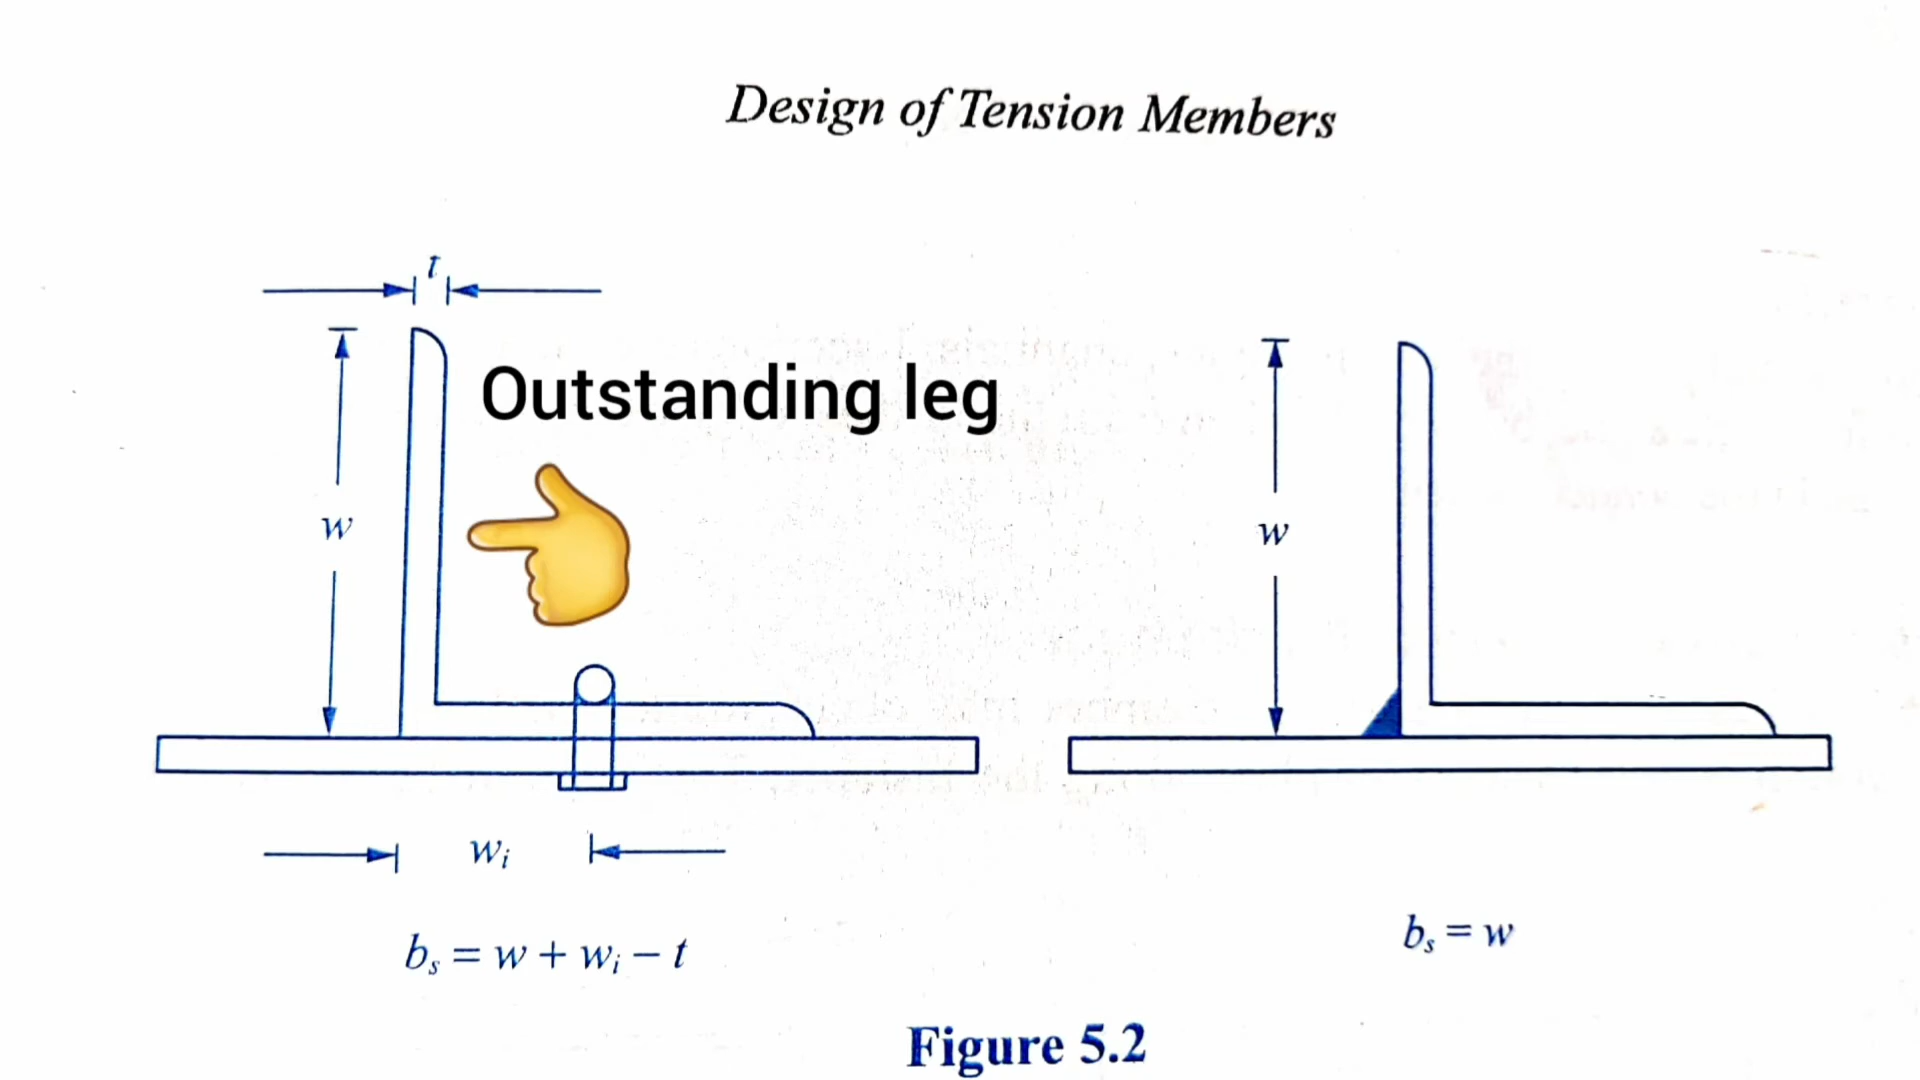 Design of Tension Members
t
Outstanding leg
w
w
wᵢ
bₛ = w + wᵢ − t
bₛ = w
Figure 5.2